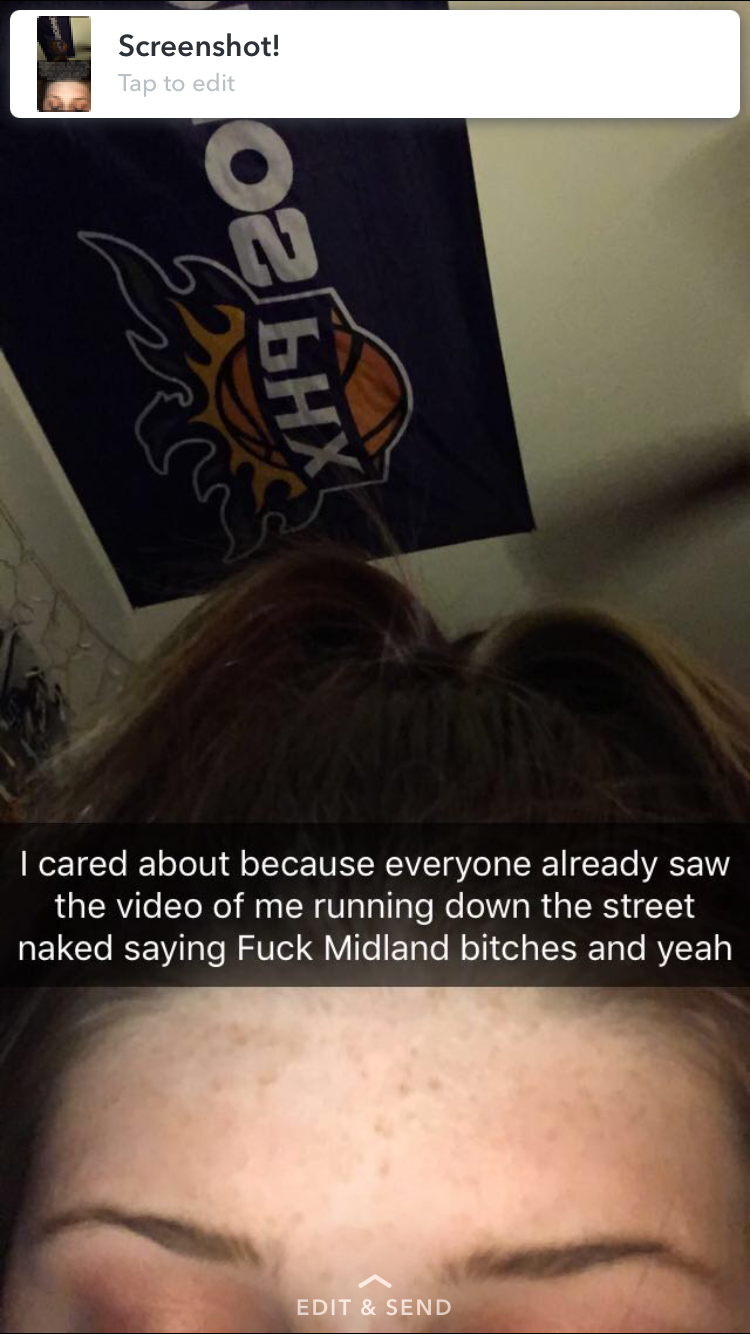 Screenshot!
Tap to edit
PHX
I cared about because everyone already saw
the video of me running down the street
naked saying Fuck Midland bitches and yeah
EDIT & SEND